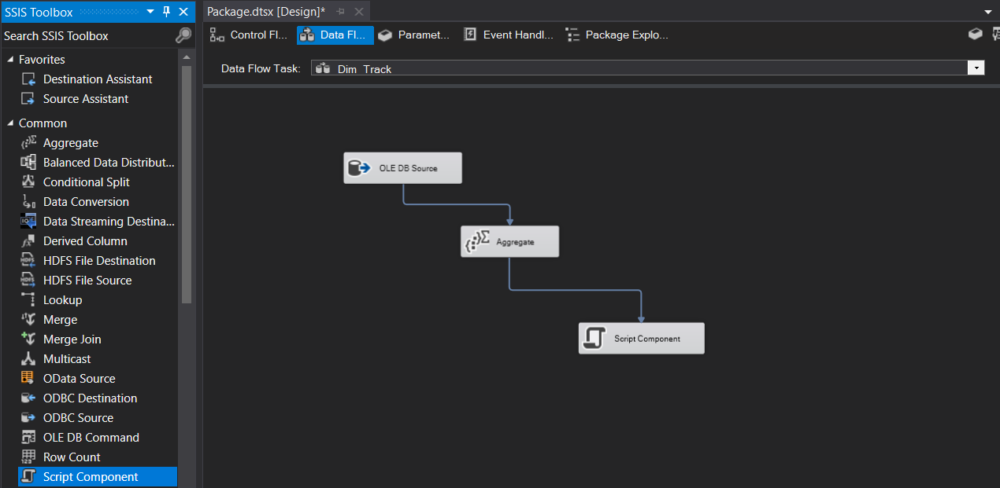 SSIS Toolbox
Search SSIS Toolbox
Favorites
Destination Assistant
Source Assistant
Common
Aggregate
Balanced Data Distribut...
Conditional Split
Data Conversion
Data Streaming Destina...
Derived Column
HDFS File Destination
HDFS File Source
Lookup
Merge
Merge Join
Multicast
OData Source
ODBC Destination
ODBC Source
OLE DB Command
Row Count
Script Component
Package.dtsx [Design]*
Control Fl... Data Fl... Paramet... Event Handl... Package Explo...
Data Flow Task: Dim Track
OLE DB Source
Aggregate
Script Component